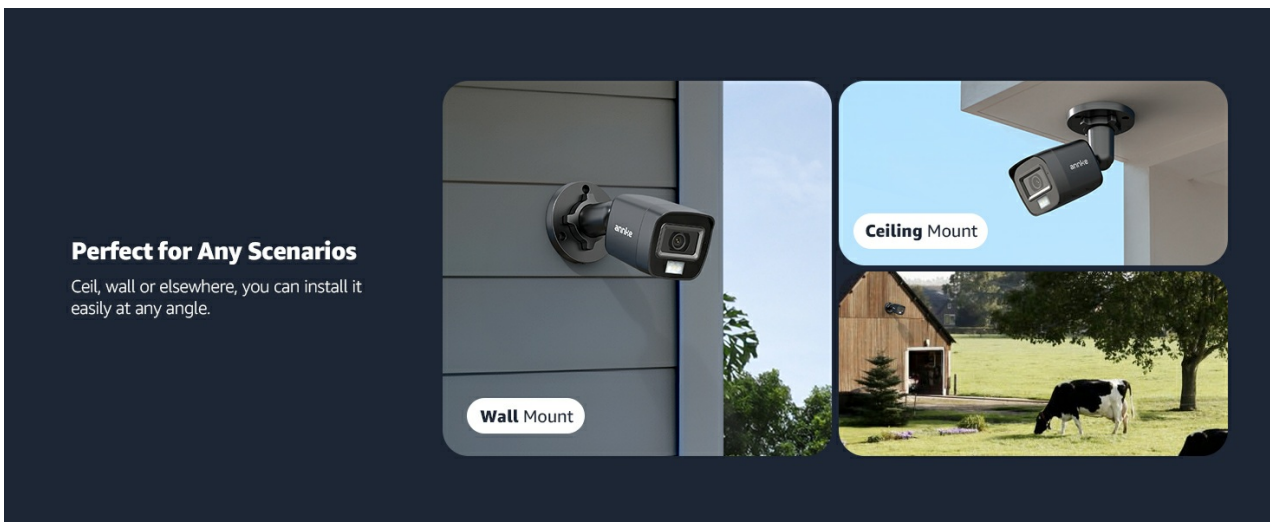 Perfect for Any Scenarios
Ceil, wall or elsewhere, you can install it
easily at any angle.
annke
Wall Mount
annke
Ceiling Mount